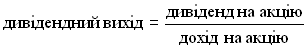 дивідендний вихід = дивіденд на акцію
дохід на акцію